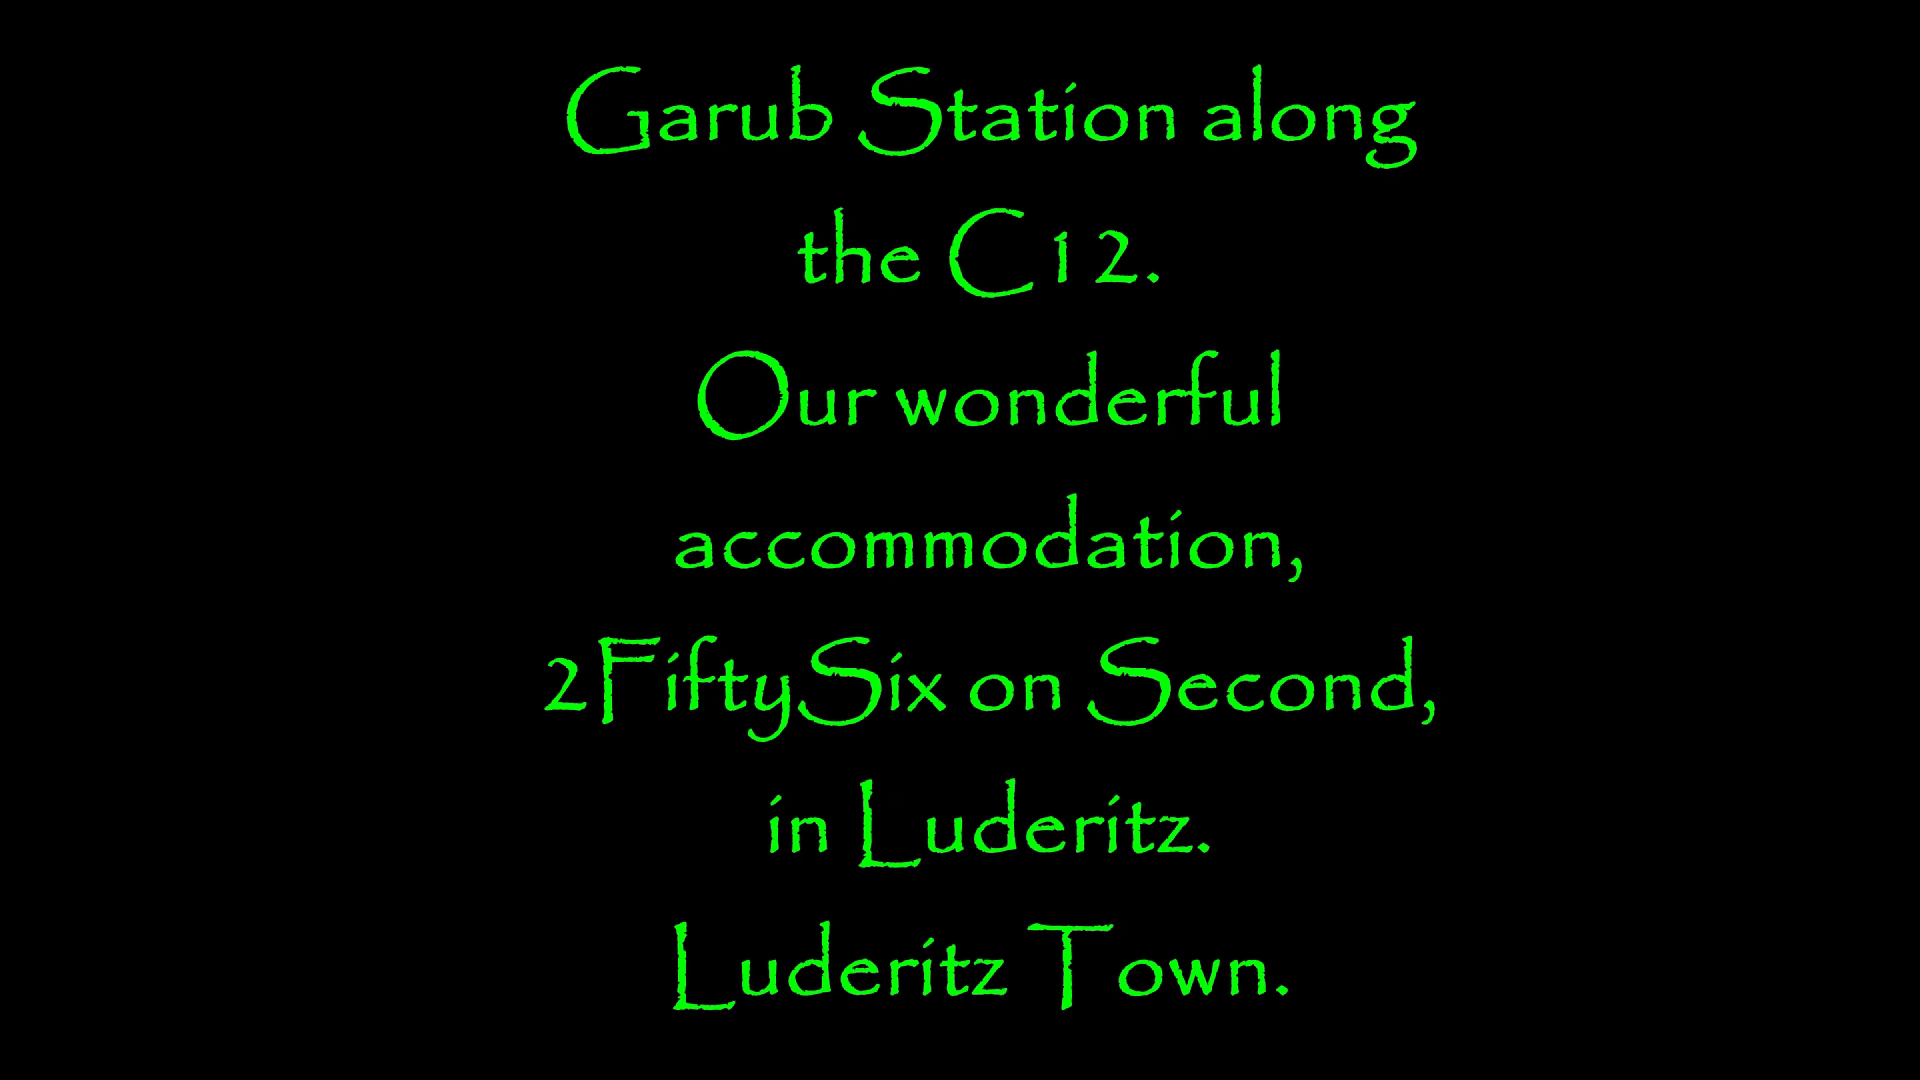 Garub Station along
the C12.
Our wonderful
accommodation,
2FiftySix on Second,
in Luderitz.
Luderitz Town.